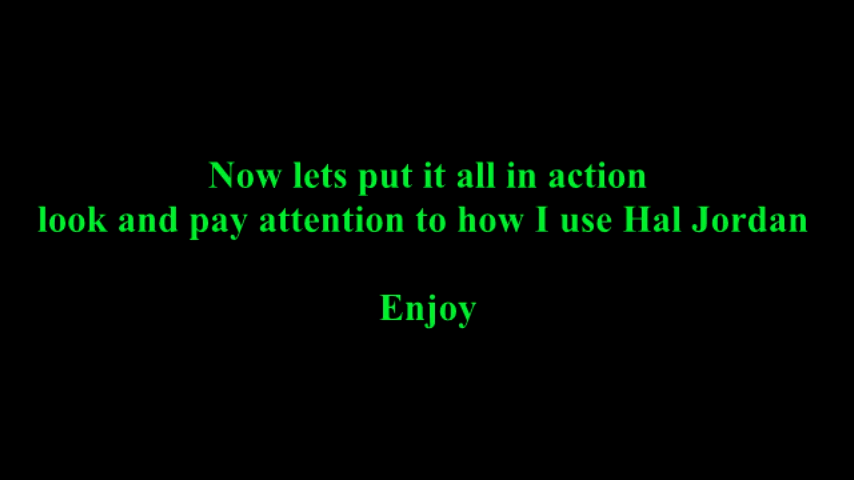 Now lets put it all in action
look and pay attention to how I use Hal Jordan
Enjoy